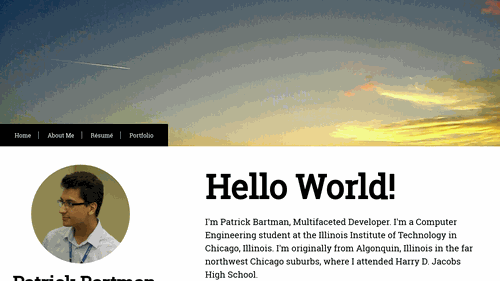 Home
About Me
Résumé
Portfolio
Hello World!
I'm Patrick Bartman, Multifaceted Developer. I'm a Computer
Engineering student at the Illinois Institute of Technology in
Chicago, Illinois. I'm originally from Algonquin, Illinois in the far
northwest Chicago suburbs, where I attended Harry D. Jacobs
High School.
Patrick Bartman